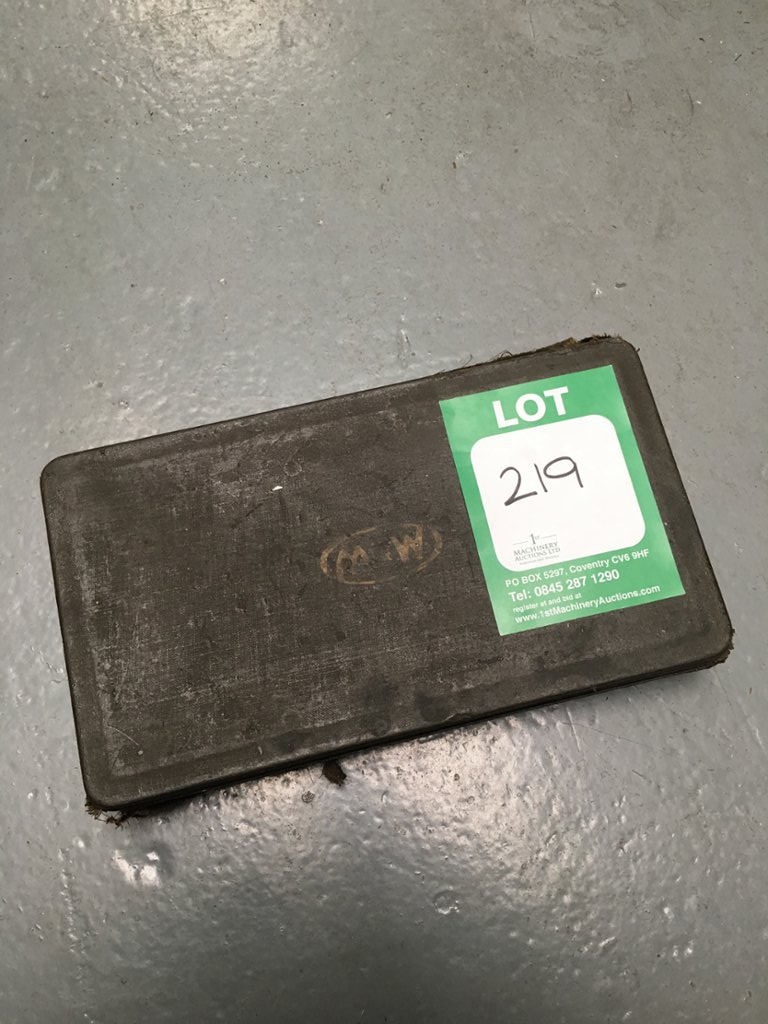 LOT
219
1st
MACHINERY
AUCTIONS LTD
PO BOX 5297, Coventry CV6 9HF
Tel: 0845 287 1290
register at and bid at
www.1stMachineryAuctions.com
M W